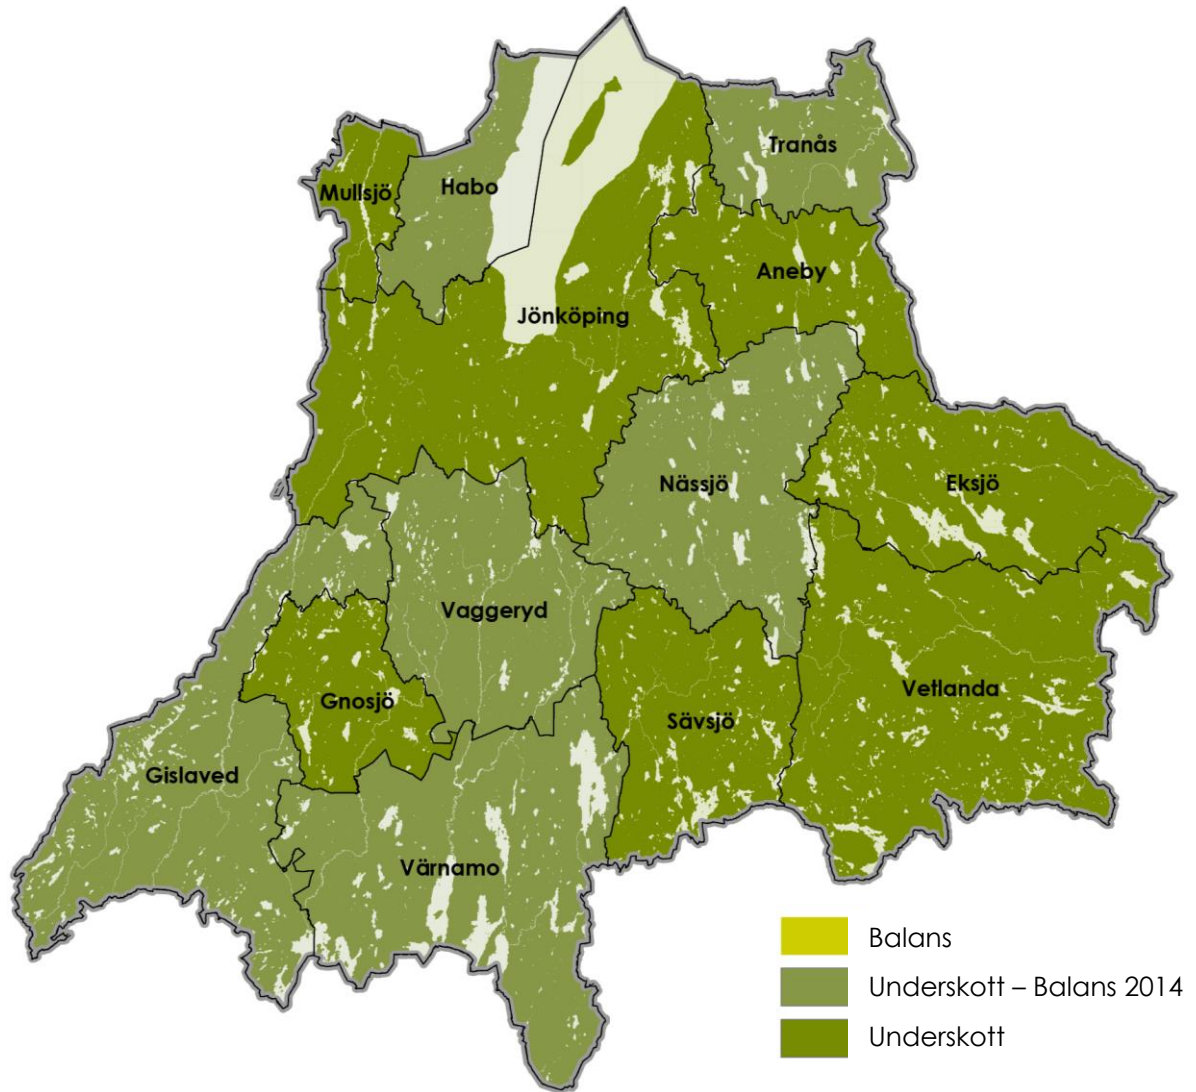 Tranås
Mullsjö
Habo
Aneby
Jönköping
Nässjö
Eksjö
Vaggeryd
Gnosjö
Vetlanda
Sävsjö
Gislaved
Värnamo
Balans
Underskott – Balans 2014
Underskott